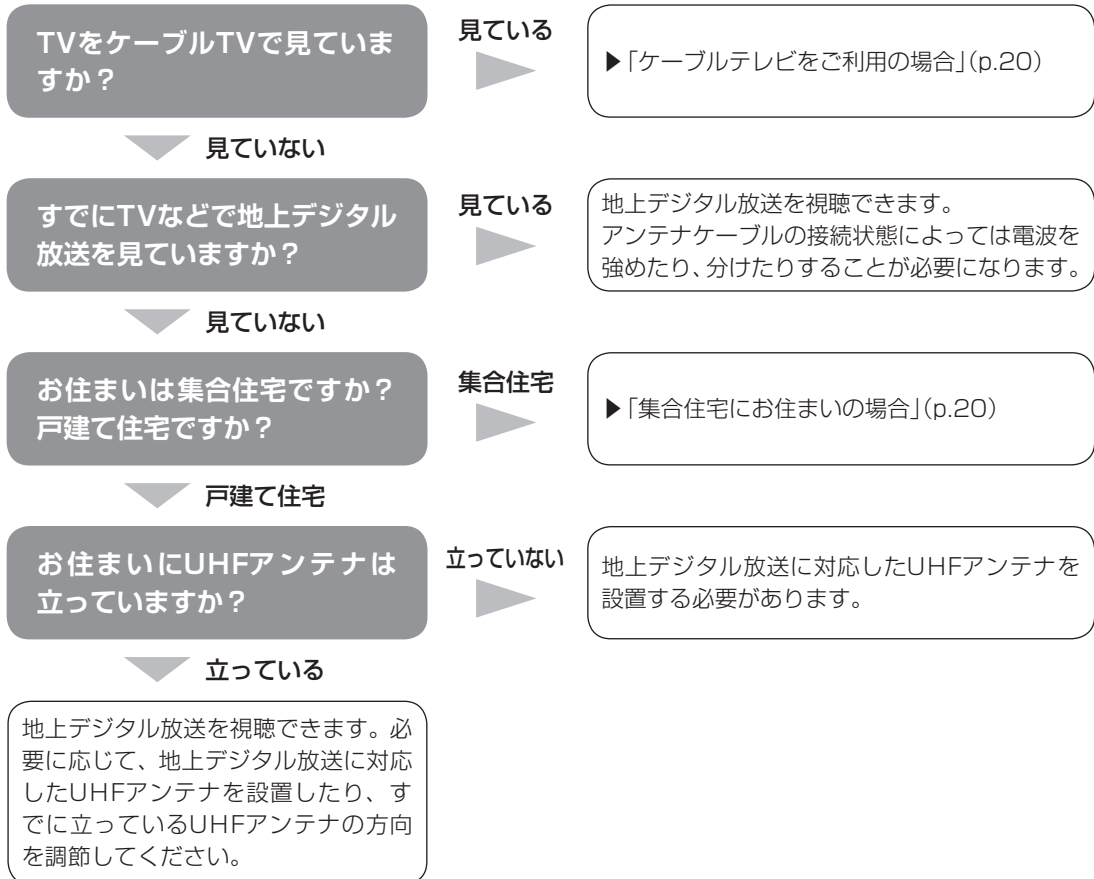 TVをケーブルTVで見ていま
すか？
見ている
▶「ケーブルテレビをご利用の場合」(p.20)
見ていない
すでにTVなどで地上デジタル
放送を見ていますか？
見ている
地上デジタル放送を視聴できます。
アンテナケーブルの接続状態によっては電波を
強めたり、分けたりすることが必要になります。
見ていない
お住まいは集合住宅ですか？
戸建て住宅ですか？
集合住宅
▶「集合住宅にお住まいの場合」(p.20)
戸建て住宅
お住まいにUHFアンテナは
立っていますか？
立っていない
地上デジタル放送に対応したUHFアンテナを
設置する必要があります。
立っている
地上デジタル放送を視聴できます。必
要に応じて、地上デジタル放送に対応
したUHFアンテナを設置したり、す
でに立っているUHFアンテナの方向
を調節してください。